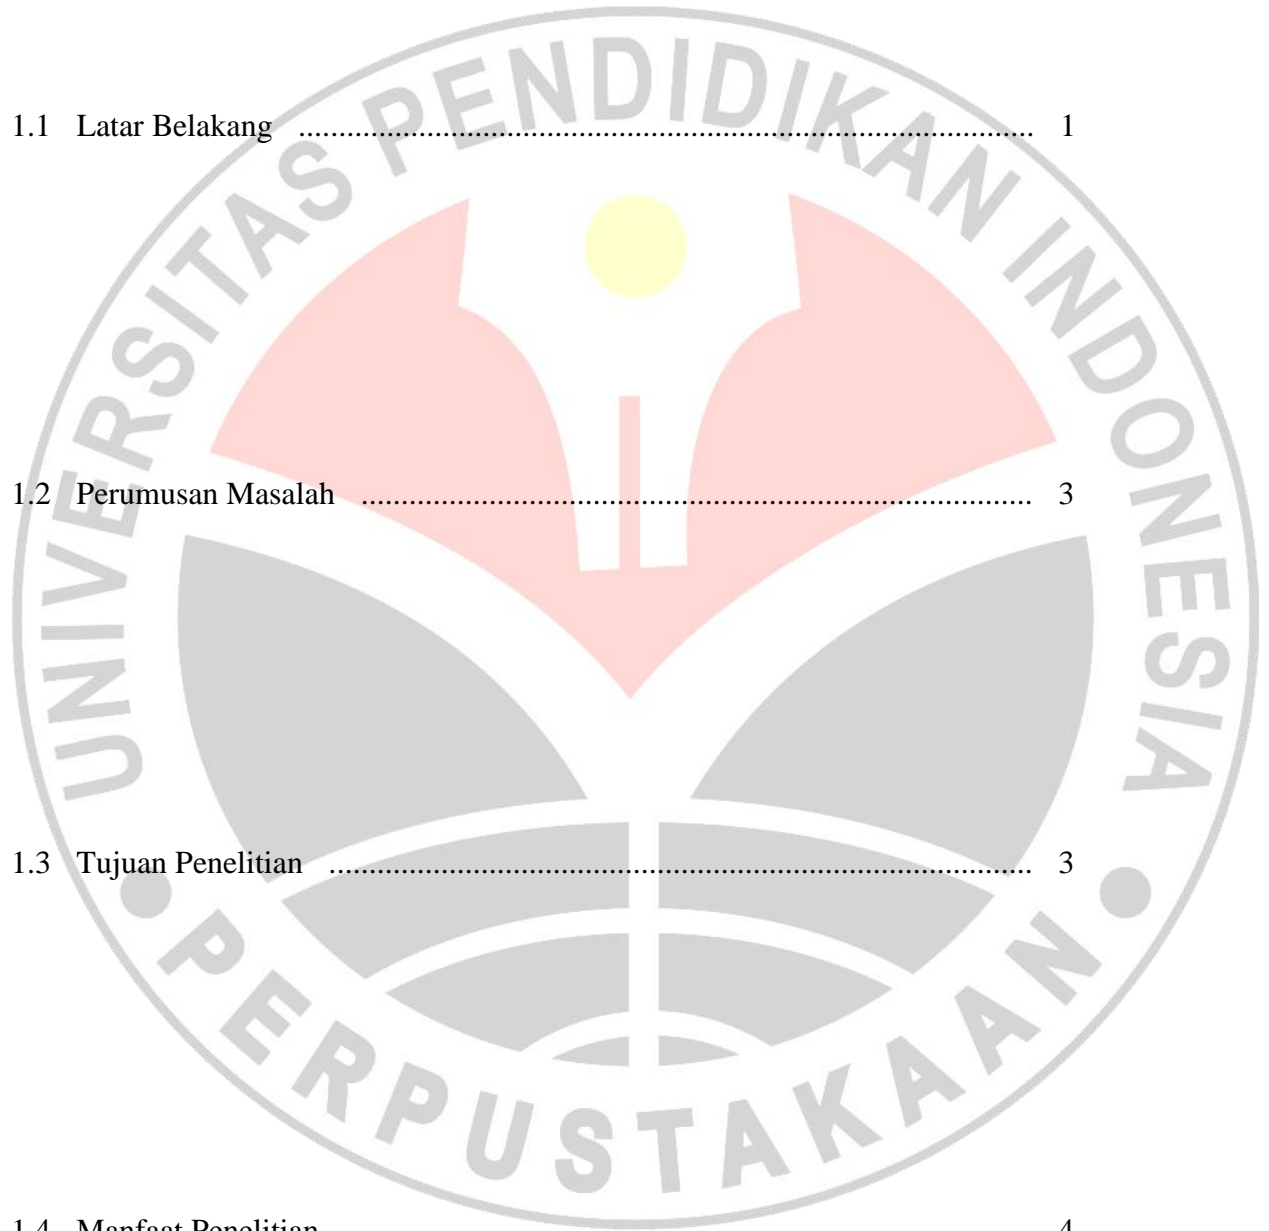 UNIVERSITAS PENDIDIKAN INDONESIA
1.1 Latar Belakang ............................................................................................ 1
1.2 Perumusan Masalah .................................................................................... 3
1.3 Tujuan Penelitian ........................................................................................ 3
PERPUSTAKAAN
1.4 Manfaat Penelitian ...................................................................................... 4